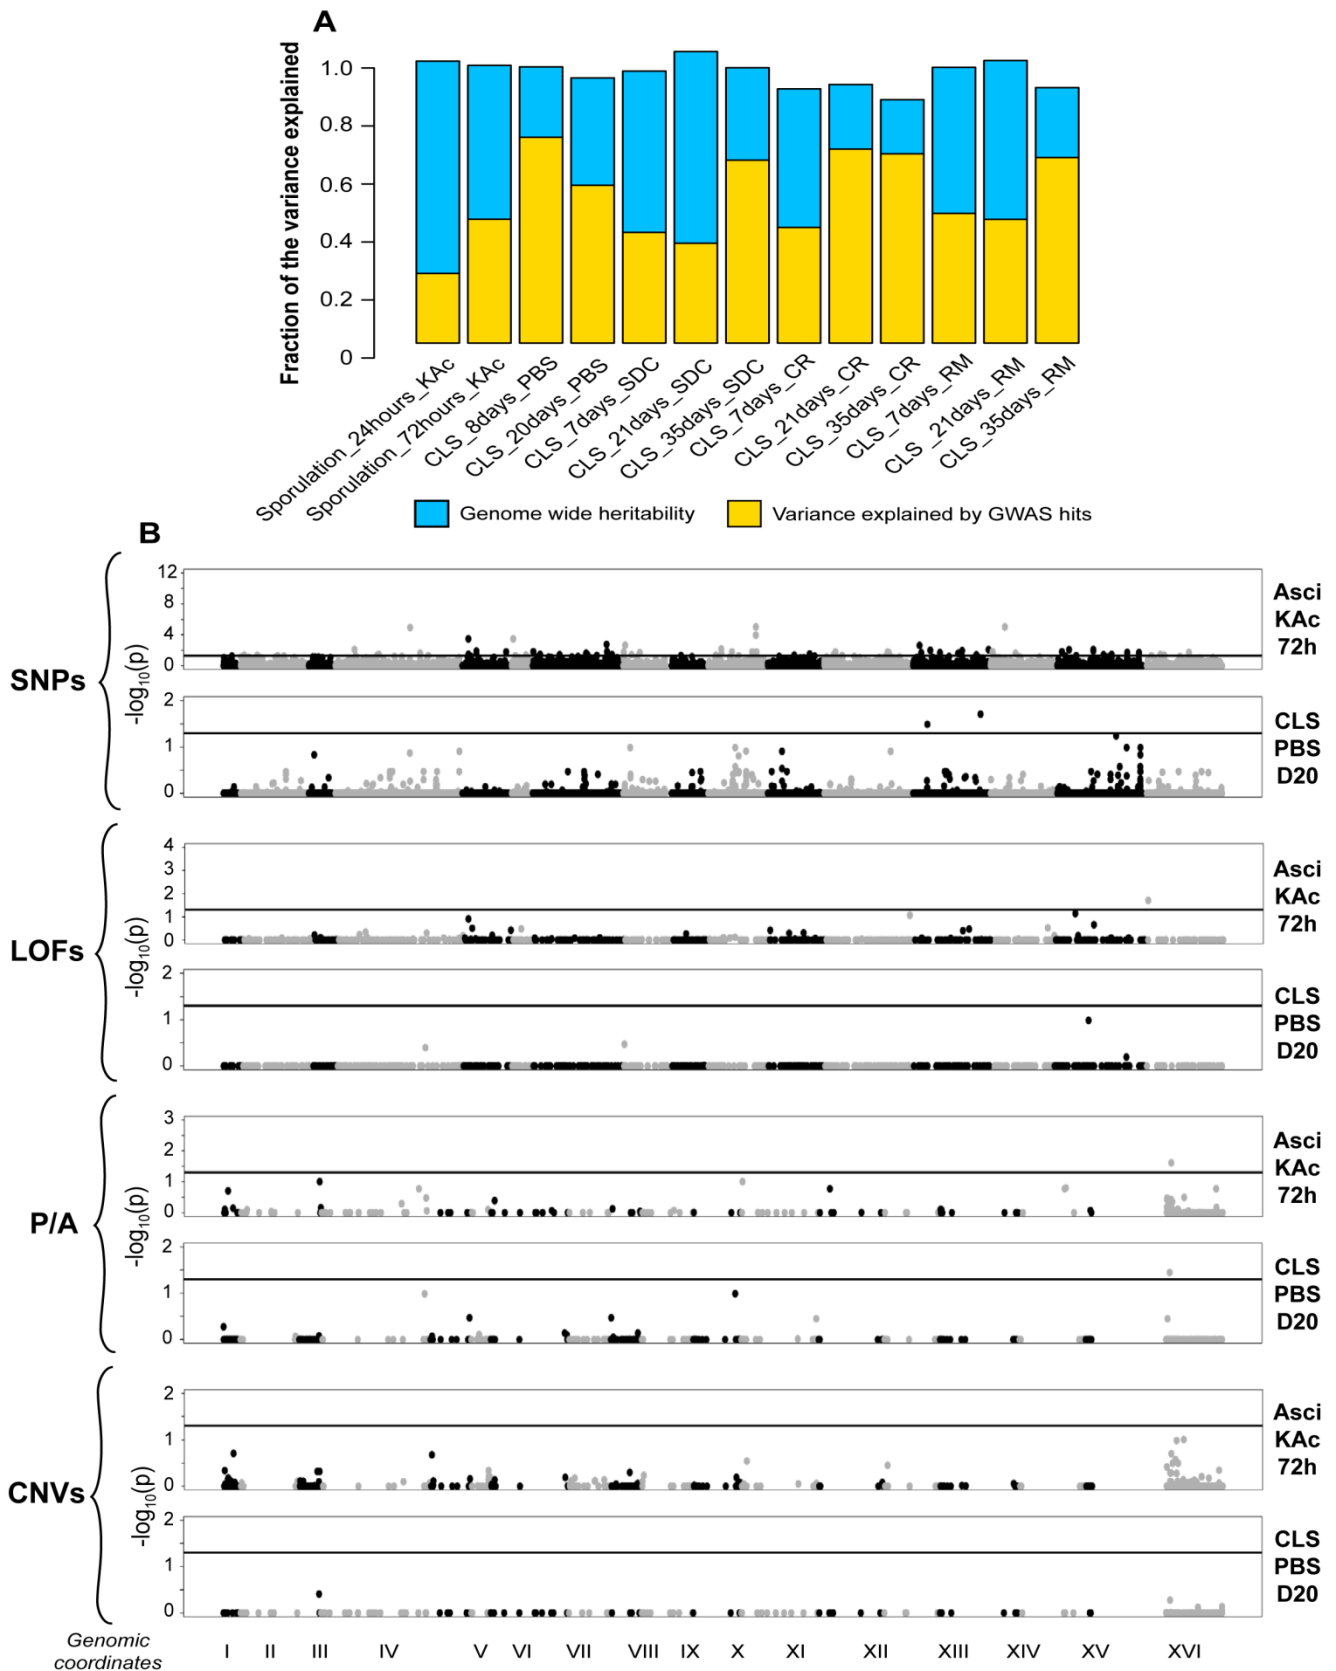 A
Fraction of the variance explained
1.0
0.8
0.6
0.4
0.2
0
Sporulation_24hours_KAc
Sporulation_72hours_KAc
CLS_8days_PBS
CLS_20days_PBS
CLS_7days_SDC
CLS_21days_SDC
CLS_35days_SDC
CLS_7days_CR
CLS_21days_CR
CLS_35days_CR
CLS_7days_RM
CLS_21days_RM
CLS_35days_RM
Genome wide heritability
Variance explained by GWAS hits
B
SNPs
-log10(p)
12
8
4
0
Asci
KAc
72h
2
1
0
CLS
PBS
D20
LOFs
-log10(p)
4
3
2
1
0
Asci
KAc
72h
2
1
0
CLS
PBS
D20
P/A
-log10(p)
3
2
1
0
Asci
KAc
72h
2
1
0
CLS
PBS
D20
CNVs
-log10(p)
2
1
0
Asci
KAc
72h
2
1
0
CLS
PBS
D20
Genomic
coordinates
I II III IV V VI VII VIII IX X XI XII XIII XIV XV XVI